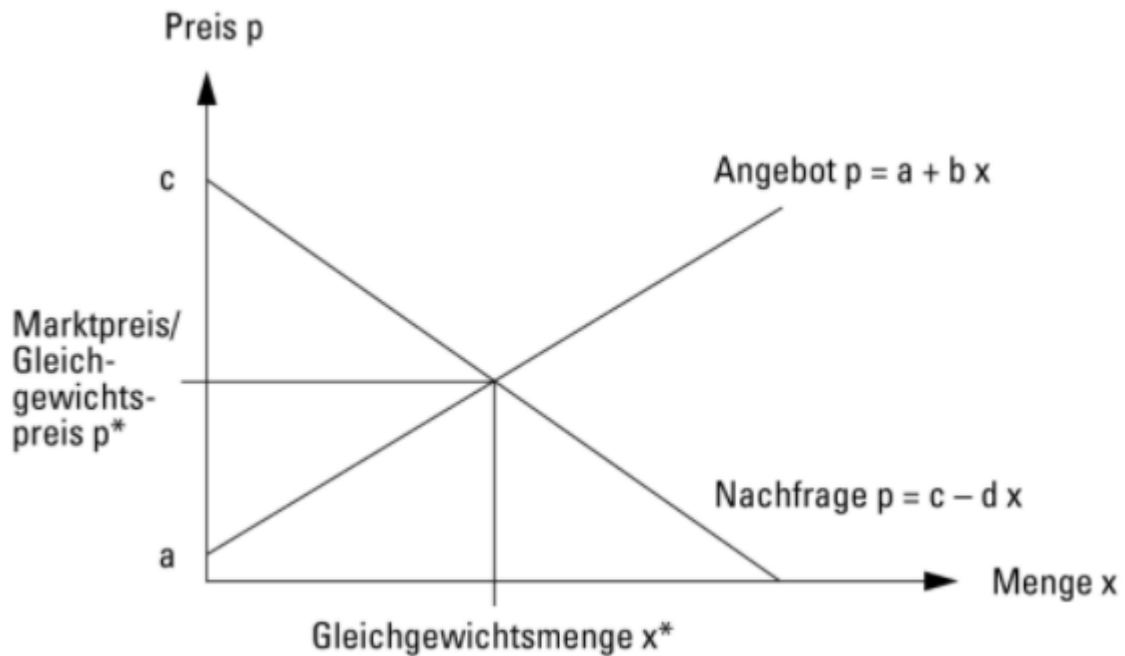 Preis p
c
Angebot p = a + b x
Marktpreis/
Gleich-
gewichts-
preis p*
Nachfrage p = c – d x
a
Menge x
Gleichgewichtsmenge x*